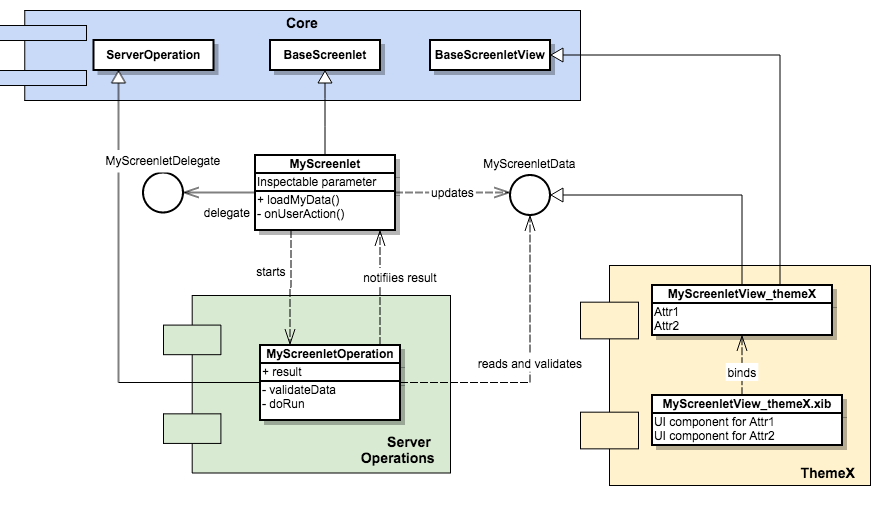 Core
ServerOperation
BaseScreenlet
BaseScreenletView
MyScreenletDelegate
MyScreenlet
Inspectable parameter
+ loadMyData()
- onUserAction()
delegate
updates
MyScreenletData
starts
notifiies result
MyScreenletOperation
+ result
- validateData
- doRun
Server
Operations
reads and validates
MyScreenletView_themeX
Attr1
Attr2
binds
MyScreenletView_themeX.xib
UI component for Attr1
UI component for Attr2
ThemeX